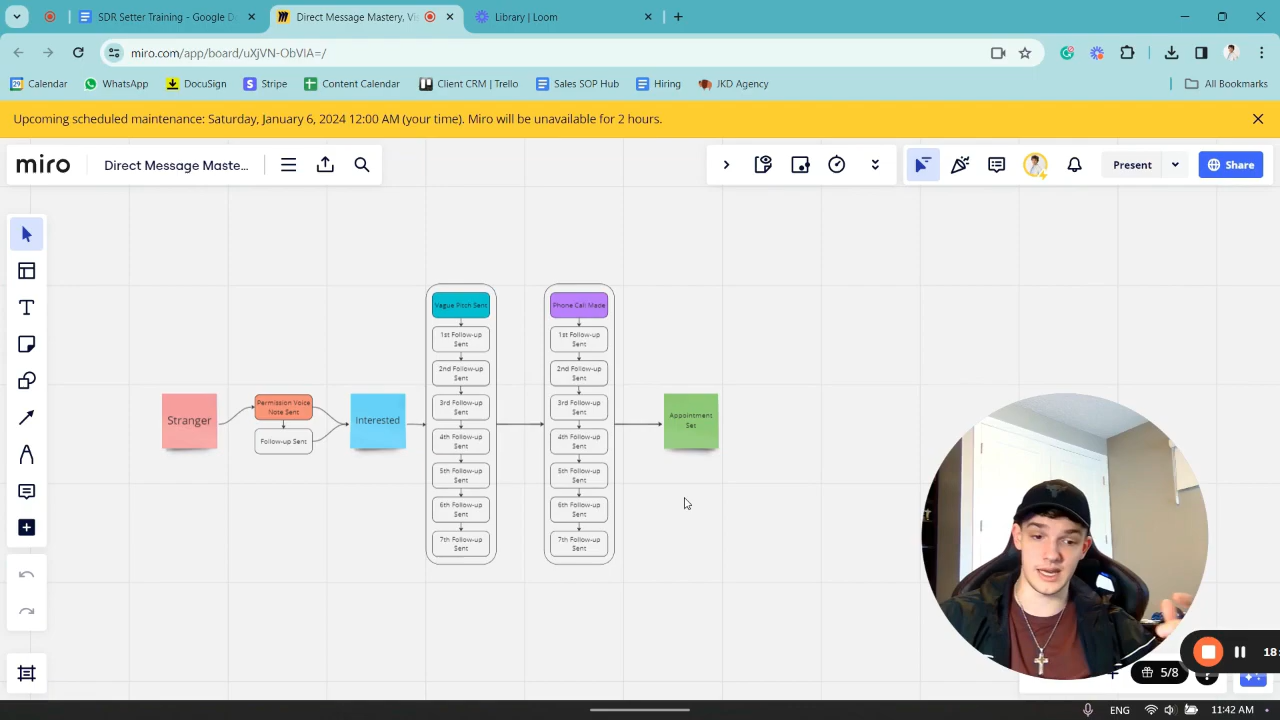 SDR Setter Training - Google D
Direct Message Mastery, Vi
Library | Loom
miro.com/app/board/uXjVN-ObVIA=/
Calendar
WhatsApp
DocuSign
Stripe
Content Calendar
Client CRM | Trello
Sales SOP Hub
Hiring
JKD Agency
All Bookmarks
Upcoming scheduled maintenance: Saturday, January 6, 2024 12:00 AM (your time). Miro will be unavailable for 2 hours.
miro
Direct Message Maste...
Present
Share
Stranger
Permission Voice
Note Sent
Follow-up Sent
Interested
Vague Pitch Sent
1st Follow-up
Sent
2nd Follow-up
Sent
3rd Follow-up
Sent
4th Follow-up
Sent
5th Follow-up
Sent
6th Follow-up
Sent
7th Follow-up
Sent
Phone Call Made
1st Follow-up
Sent
2nd Follow-up
Sent
3rd Follow-up
Sent
4th Follow-up
Sent
5th Follow-up
Sent
6th Follow-up
Sent
7th Follow-up
Sent
Appointment
Set
18:
5/8
ENG
11:42 AM